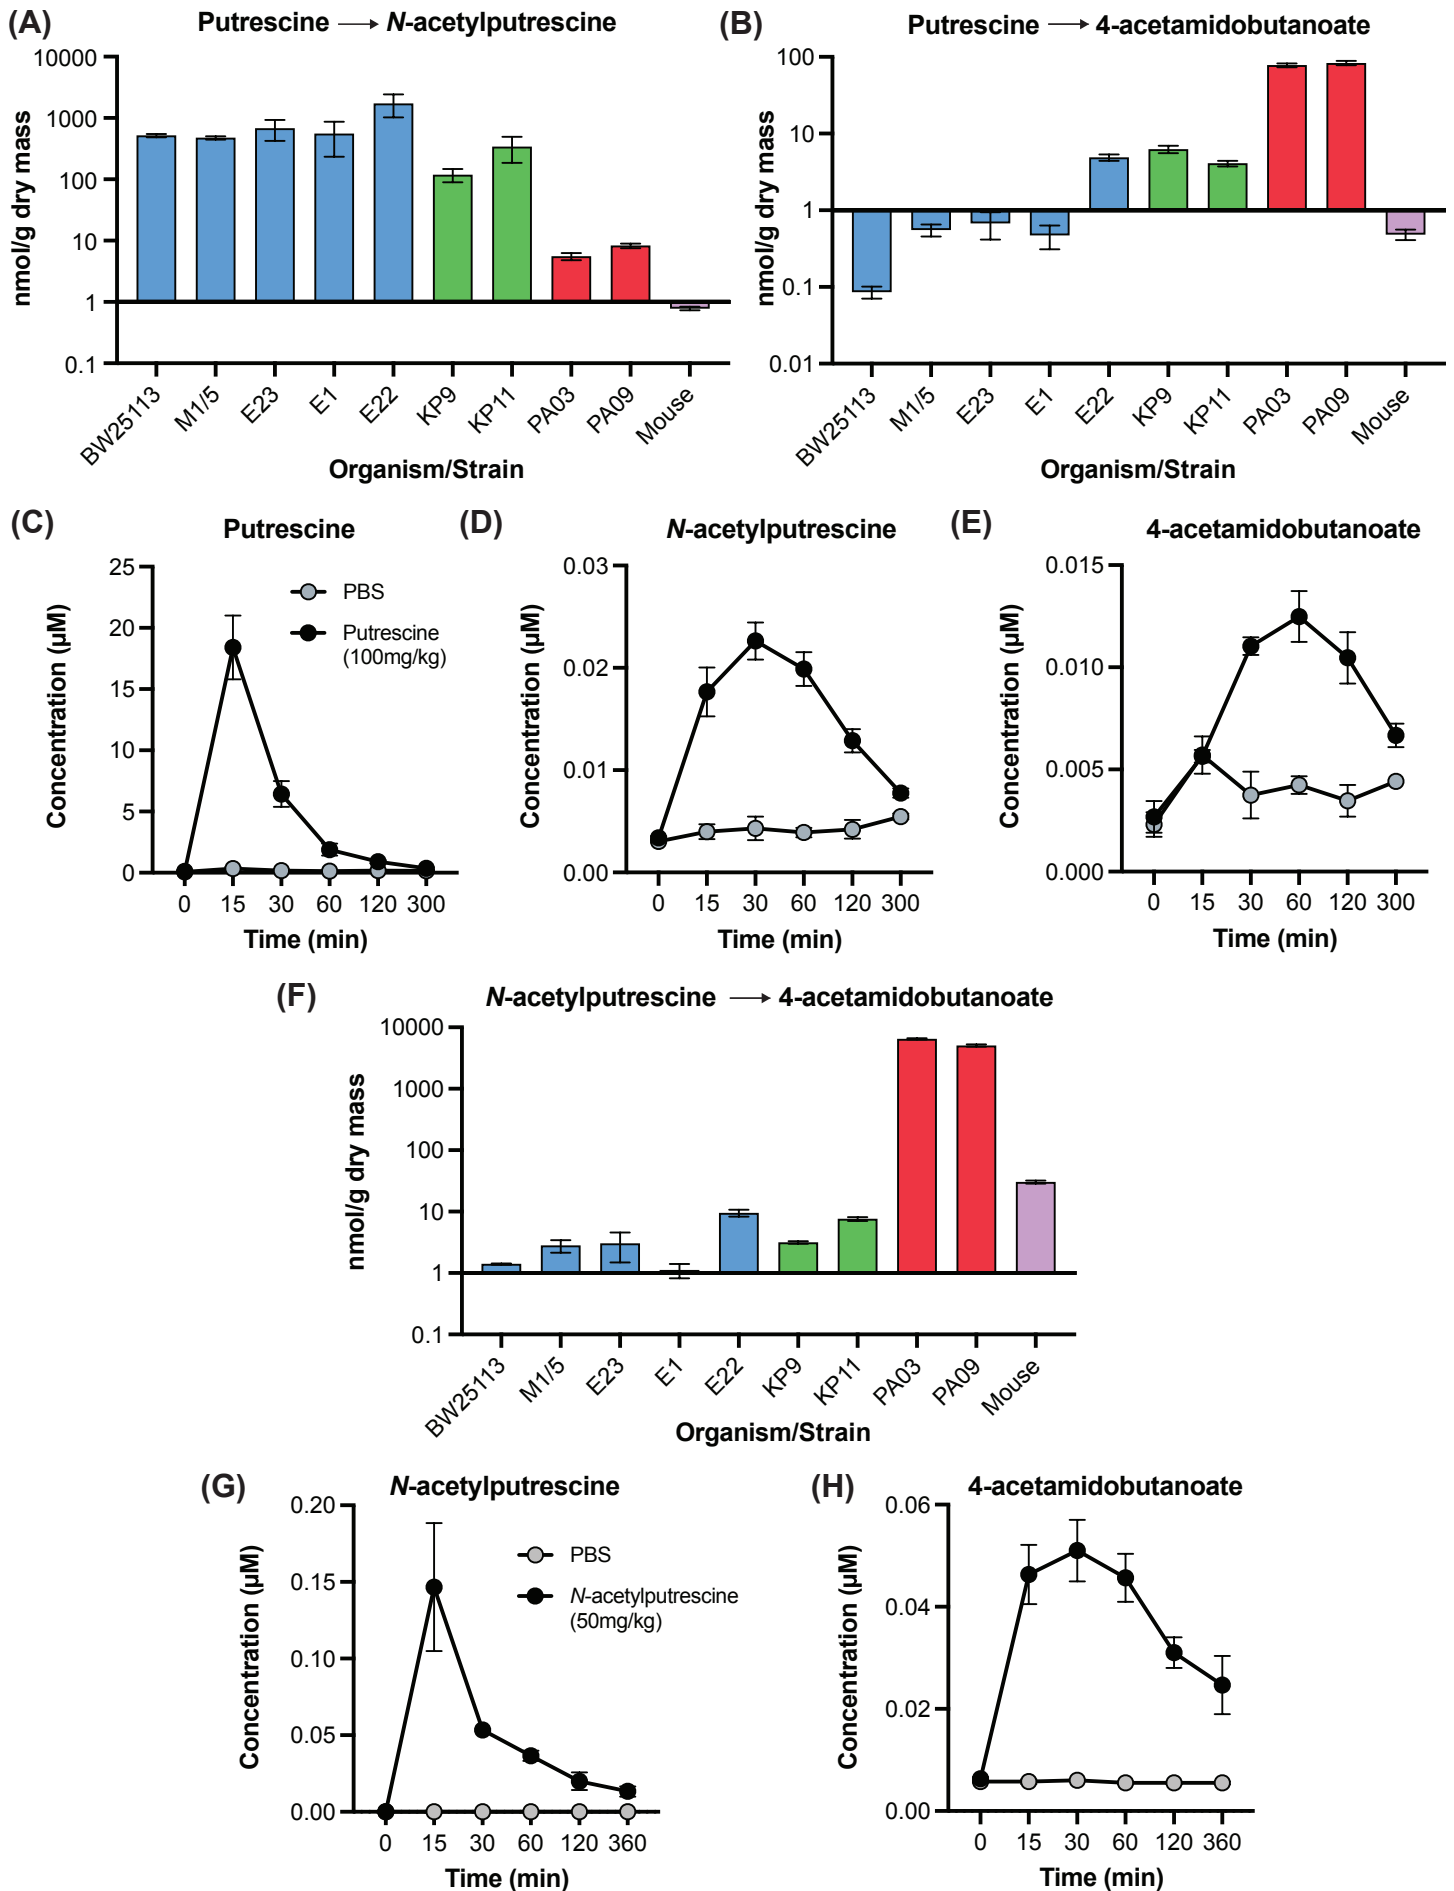 (A)
Putrescine → N-acetylputrescine
nmol/g dry mass
10000
1000
100
10
1
0.1
BW25113
M1/5
E23
E1
E22
KP9
KP11
PA03
PA09
Mouse
Organism/Strain
(B)
Putrescine → 4-acetamidobutanoate
nmol/g dry mass
100
10
1
0.1
0.01
BW25113
M1/5
E23
E1
E22
KP9
KP11
PA03
PA09
Mouse
Organism/Strain
(C)
Putrescine
Concentration (µM)
25
20
15
10
5
0
PBS
Putrescine
(100mg/kg)
0 15 30 60 120 300
Time (min)
(D)
N-acetylputrescine
Concentration (µM)
0.03
0.02
0.01
0.00
0 15 30 60 120 300
Time (min)
(E)
4-acetamidobutanoate
Concentration (µM)
0.015
0.010
0.005
0.000
0 15 30 60 120 300
Time (min)
(F)
N-acetylputrescine → 4-acetamidobutanoate
nmol/g dry mass
10000
1000
100
10
1
0.1
BW25113
M1/5
E23
E1
E22
KP9
KP11
PA03
PA09
Mouse
Organism/Strain
(G)
N-acetylputrescine
Concentration (µM)
0.20
0.15
0.10
0.05
0.00
PBS
N-acetylputrescine
(50mg/kg)
0 15 30 60 120 360
Time (min)
(H)
4-acetamidobutanoate
Concentration (µM)
0.06
0.04
0.02
0.00
0 15 30 60 120 360
Time (min)